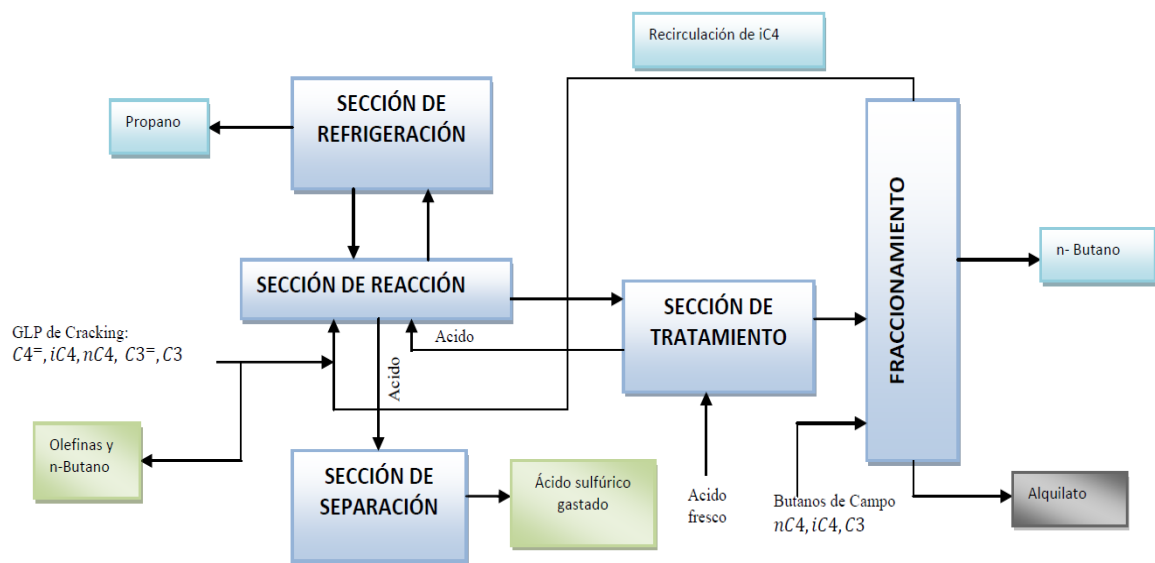 Recirculación de iC4
SECCIÓN DE
REFRIGERACIÓN
Propano
FRACCIONAMIENTO
n- Butano
SECCIÓN DE REACCIÓN
SECCIÓN DE
TRATAMIENTO
GLP de Cracking:
C4⁼, iC4, nC4, C3⁼, C3
Acido
Acido
Olefinas y
n-Butano
SECCIÓN DE
SEPARACIÓN
Ácido sulfúrico
gastado
Acido
fresco
Butanos de Campo
nC4, iC4, C3
Alquilato